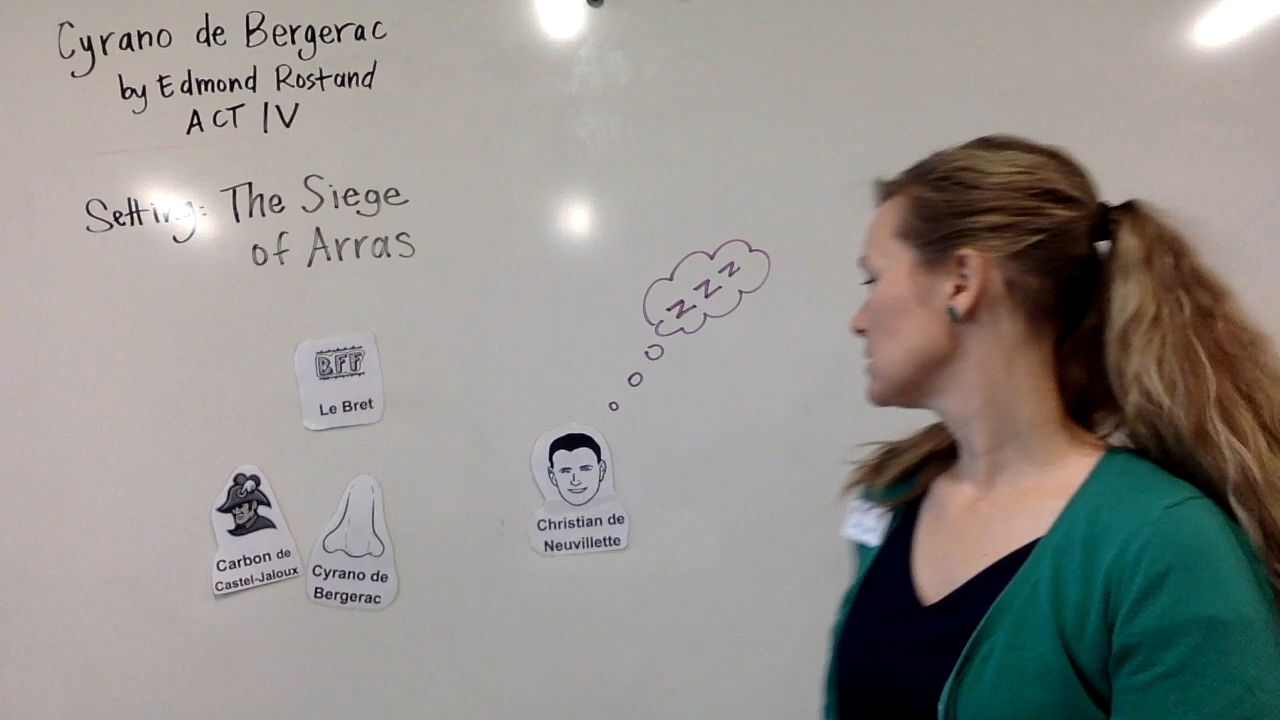 Cyrano de Bergerac
by Edmond Rostand
ACT IV
Setting: The Siege
of Arras
ZZZ
BFF
Le Bret
Carbon de
Castel-Jaloux
Cyrano de
Bergerac
Christian de
Neuvillette